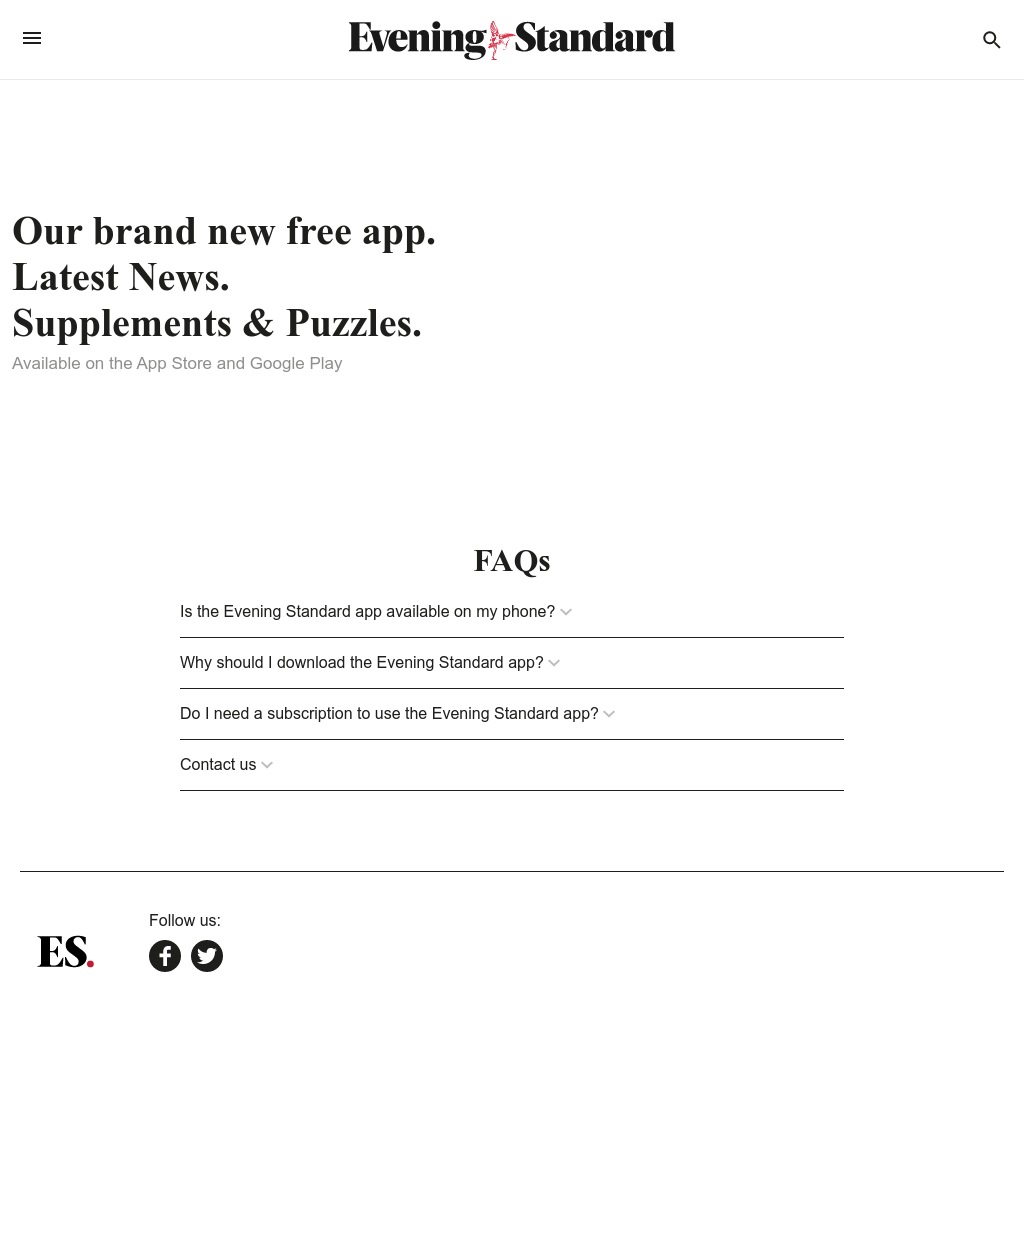 Evening Standard
Our brand new free app.
Latest News.
Supplements & Puzzles.
Available on the App Store and Google Play
FAQs
Is the Evening Standard app available on my phone?
Why should I download the Evening Standard app?
Do I need a subscription to use the Evening Standard app?
Contact us
Follow us:
ES.